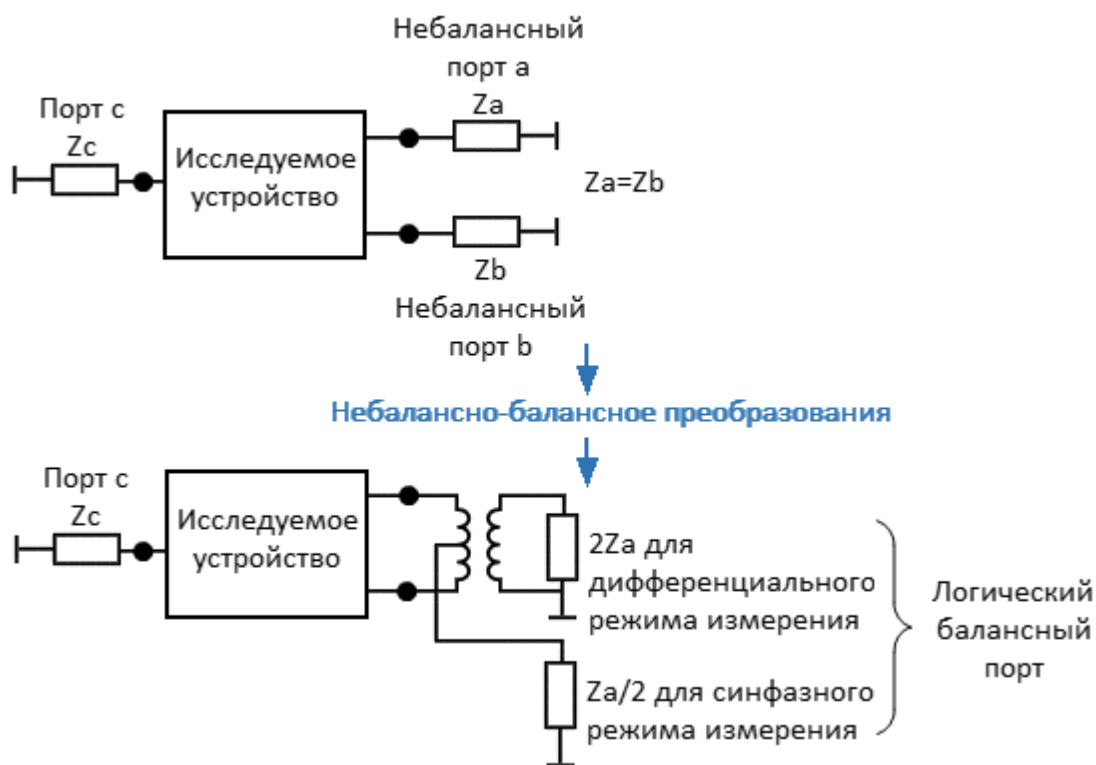 Небалансный
порт a
Za
Порт c
Zc
Исследуемое
устройство
Za=Zb
Zb
Небалансный
порт b
Небалансно-балансное преобразования
Порт c
Zc
Исследуемое
устройство
2Za для
дифференциального
режима измерения
Логический
балансный
порт
Za/2 для синфазного
режима измерения